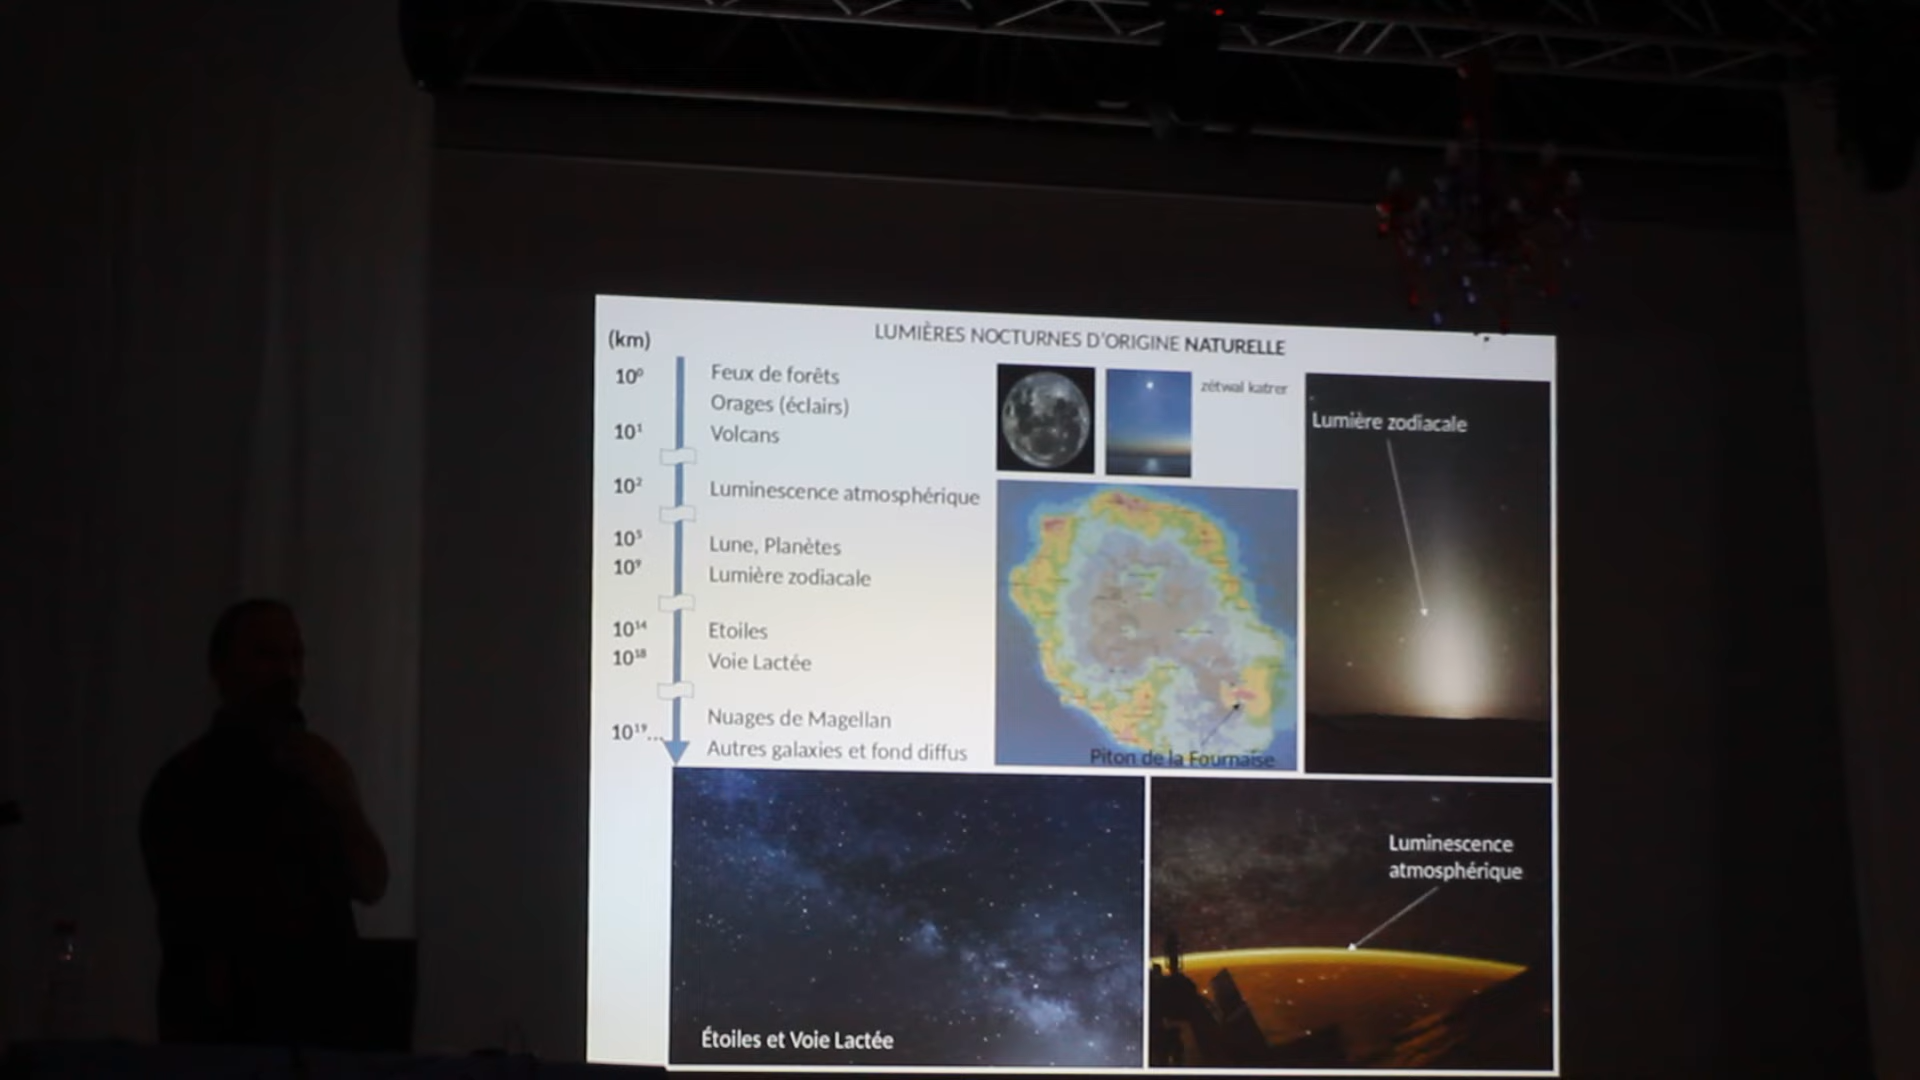 LUMIÈRES NOCTURNES D'ORIGINE NATURELLE
(km)
10⁰
Feux de forêts
Orages (éclairs)
10¹
Volcans
10²
Luminescence atmosphérique
10⁵
Lune, Planètes
10⁹
Lumière zodiacale
10¹⁴
Etoiles
10¹⁸
Voie Lactée
10¹⁹...
Nuages de Magellan
Autres galaxies et fond diffus
zétwal katrer
Lumière zodiacale
Piton de la Fournaise
Étoiles et Voie Lactée
Luminescence
atmosphérique